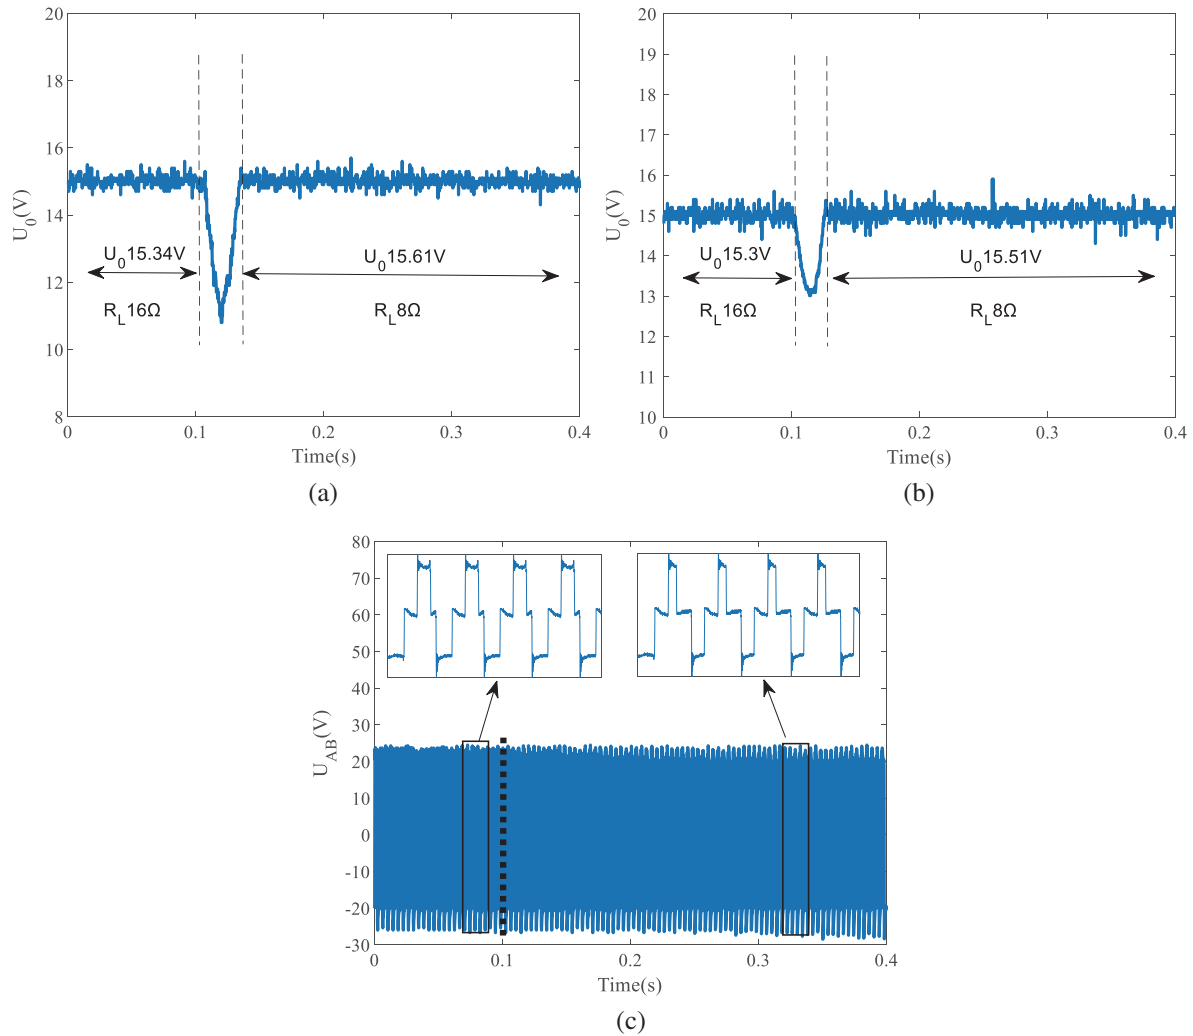 20
18
16
14
12
10
8
U0(V)
U015.34V
U015.61V
RL16Ω
RL8Ω
0
0.1
0.2
0.3
0.4
Time(s)
(a)
20
19
18
17
16
15
14
13
12
11
10
U0(V)
U015.3V
U015.51V
RL16Ω
RL8Ω
0
0.1
0.2
0.3
0.4
Time(s)
(b)
80
70
60
50
40
30
20
10
0
-10
-20
-30
UAB(V)
0
0.1
0.2
0.3
0.4
Time(s)
(c)